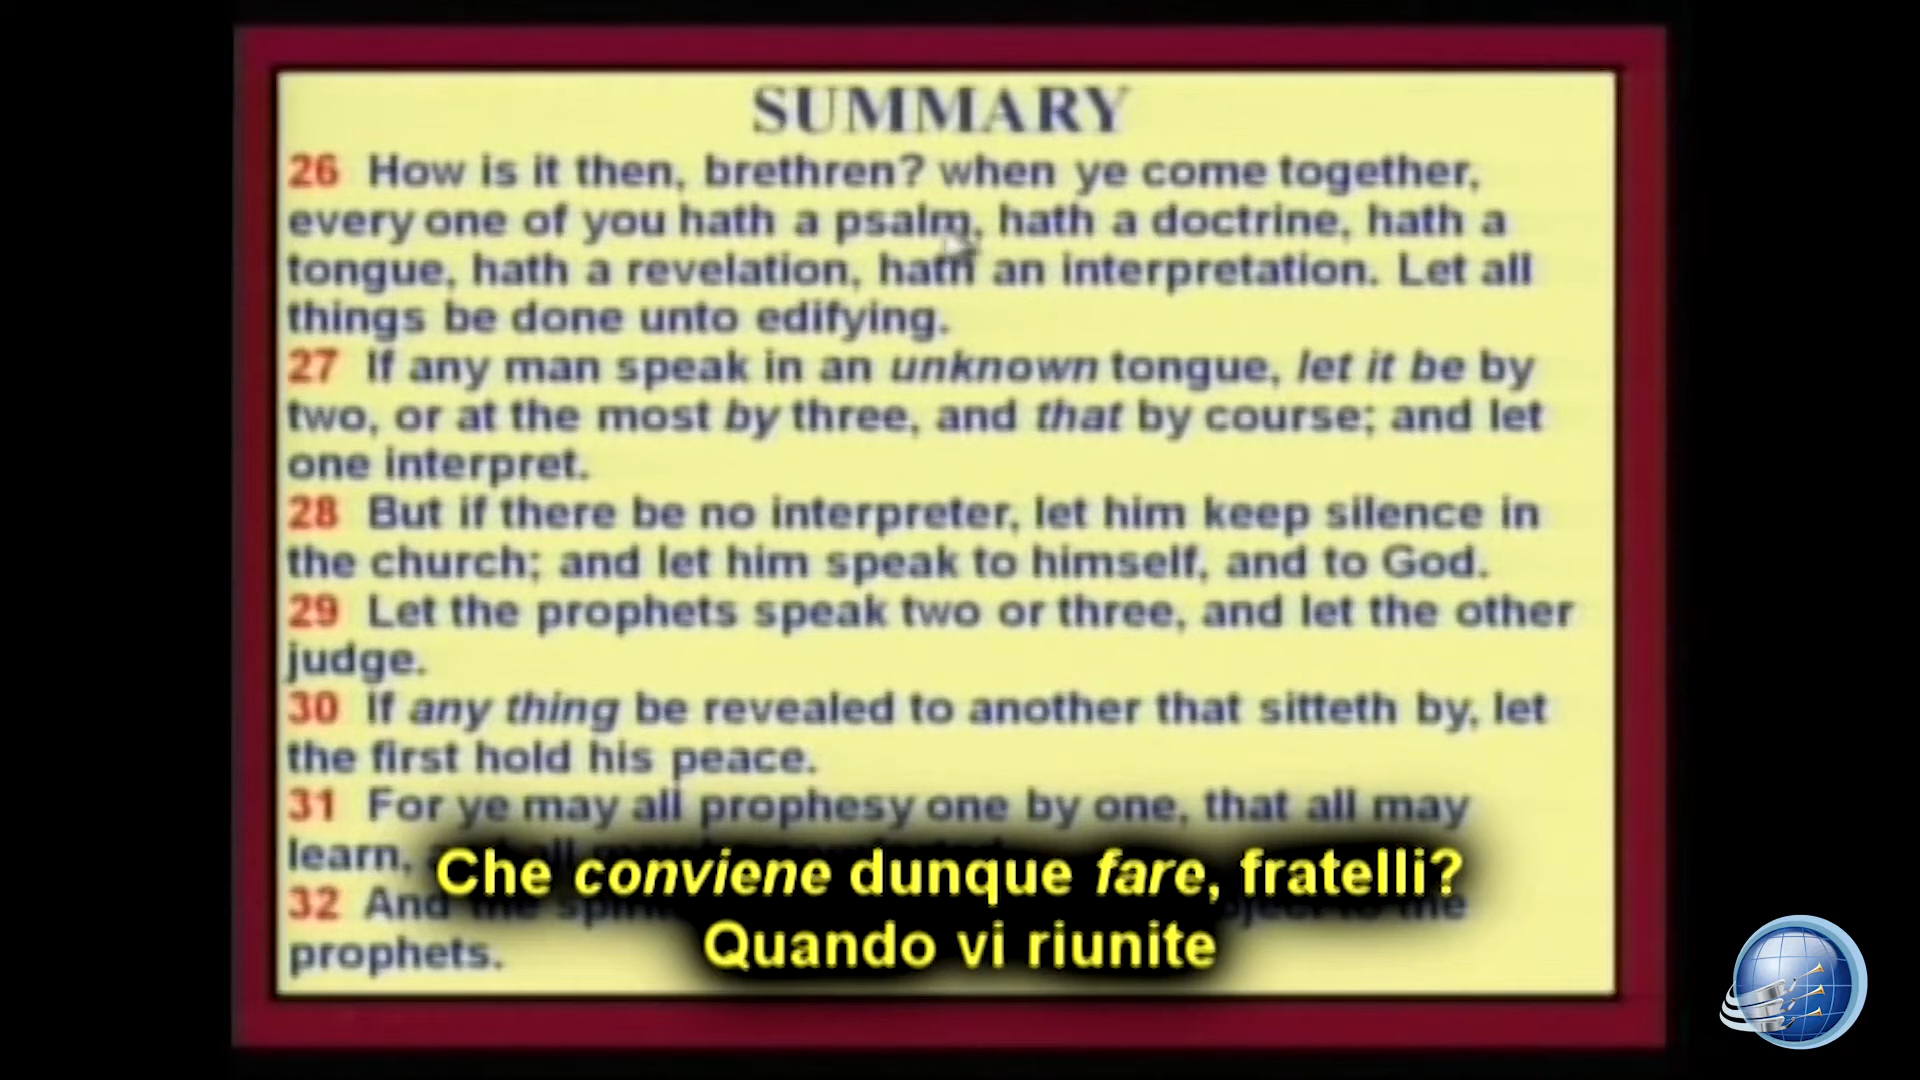 SUMMARY
26 How is it then, brethren? when ye come together,
every one of you hath a psalm, hath a doctrine, hath a
tongue, hath a revelation, hath an interpretation. Let all
things be done unto edifying.
27 If any man speak in an unknown tongue, let it be by
two, or at the most by three, and that by course; and let
one interpret.
28 But if there be no interpreter, let him keep silence in
the church; and let him speak to himself, and to God.
29 Let the prophets speak two or three, and let the other
judge.
30 If any thing be revealed to another that sitteth by, let
the first hold his peace.
31 For ye may all prophesy one by one, that all may
learn,
32 And the
prophets.
Che conviene dunque fare, fratelli?
Quando vi riunite